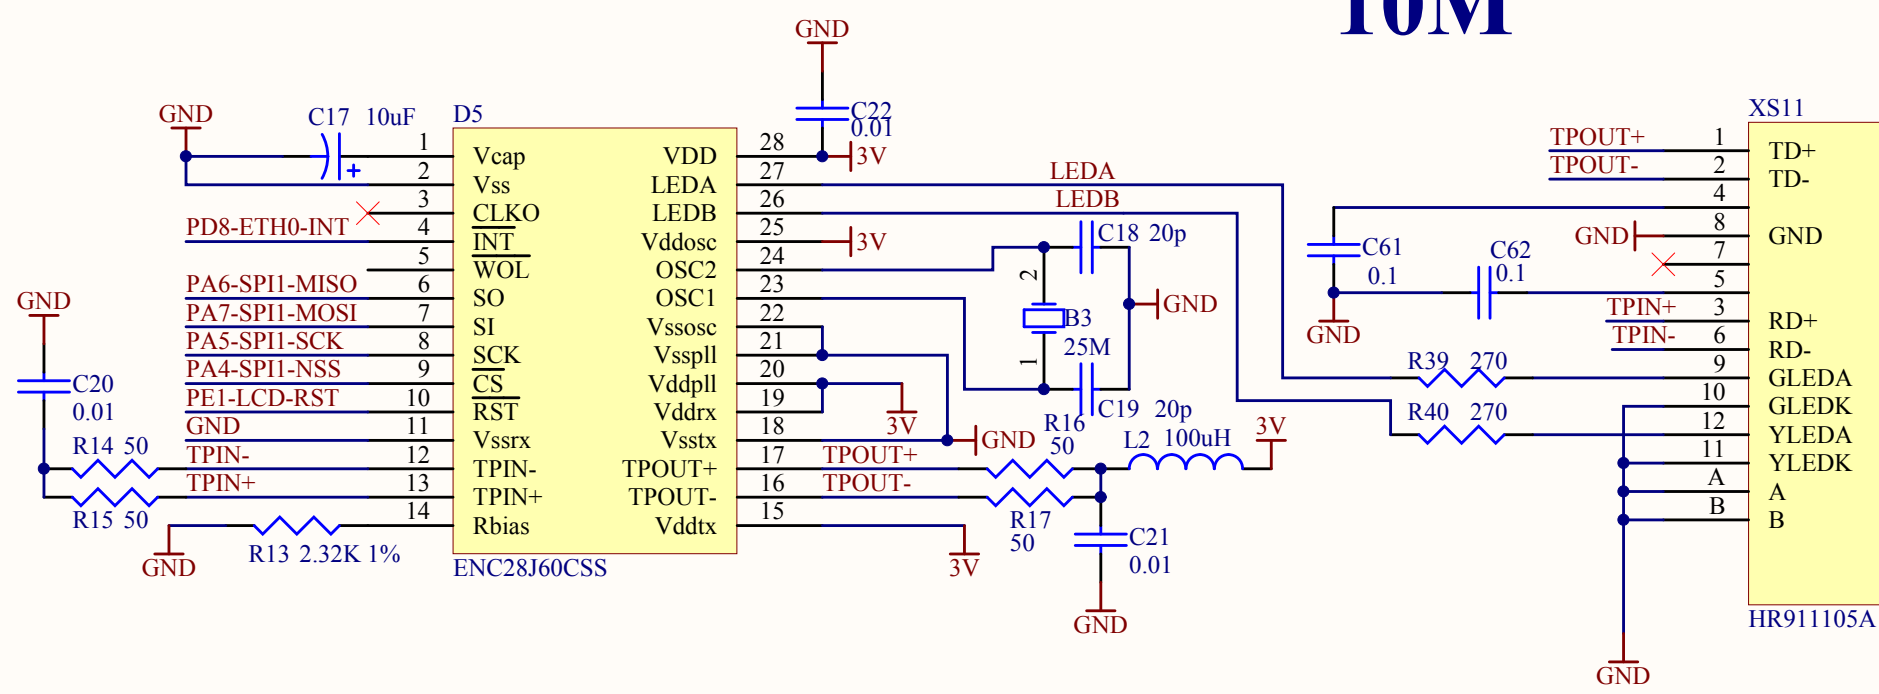 10M
GND
GND
C17 10uF
D5
C22
0.01
3V
1
Vcap
VDD
28
2
Vss
LEDA
27
LEDA
3
CLKO
LEDB
26
LEDB
PD8-ETH0-INT
4
INT
Vddosc
25
3V
5
WOL
OSC2
24
PA6-SPI1-MISO
6
SO
OSC1
23
PA7-SPI1-MOSI
7
SI
Vssosc
22
PA5-SPI1-SCK
8
SCK
Vsspll
21
PA4-SPI1-NSS
9
CS
Vddpll
20
PE1-LCD-RST
10
RST
Vddrx
19
3V
GND
11
Vssrx
Vsstx
18
GND
TPIN-
12
TPIN-
TPOUT+
17
TPOUT+
TPIN+
13
TPIN+
TPOUT-
16
TPOUT-
14
Rbias
Vddtx
15
3V
ENC28J60CSS
GND
C20
0.01
R14 50
R15 50
GND
R13 2.32K 1%
C18 20p
2
B3
25M
1
GND
C19 20p
R16
50
L2 100uH
3V
R17
50
C21
0.01
GND
XS11
TPOUT+
1
TD+
TPOUT-
2
TD-
4
GND
8
GND
7
C61
0.1
C62
0.1
5
GND
TPIN+
3
RD+
TPIN-
6
RD-
R39 270
9
GLEDA
10
GLEDK
R40 270
12
YLEDA
11
YLEDK
A
A
B
B
HR911105A
GND